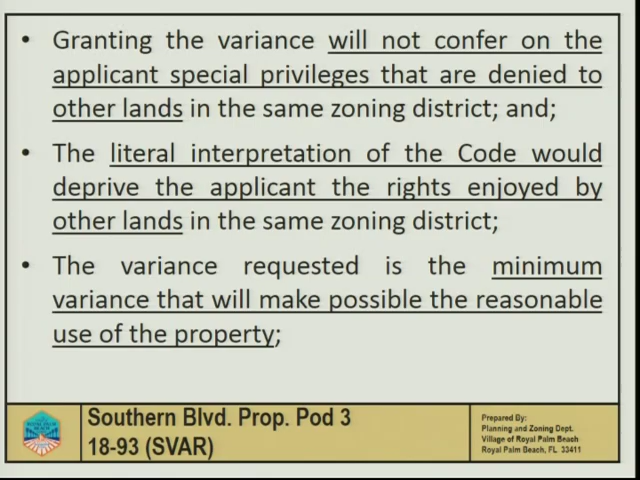 • Granting the variance will not confer on the
applicant special privileges that are denied to
other lands in the same zoning district; and;
• The literal interpretation of the Code would
deprive the applicant the rights enjoyed by
other lands in the same zoning district;
• The variance requested is the minimum
variance that will make possible the reasonable
use of the property;
Southern Blvd. Prop. Pod 3
18-93 (SVAR)
Prepared By:
Planning and Zoning Dept.
Village of Royal Palm Beach
Royal Palm Beach, FL 33411